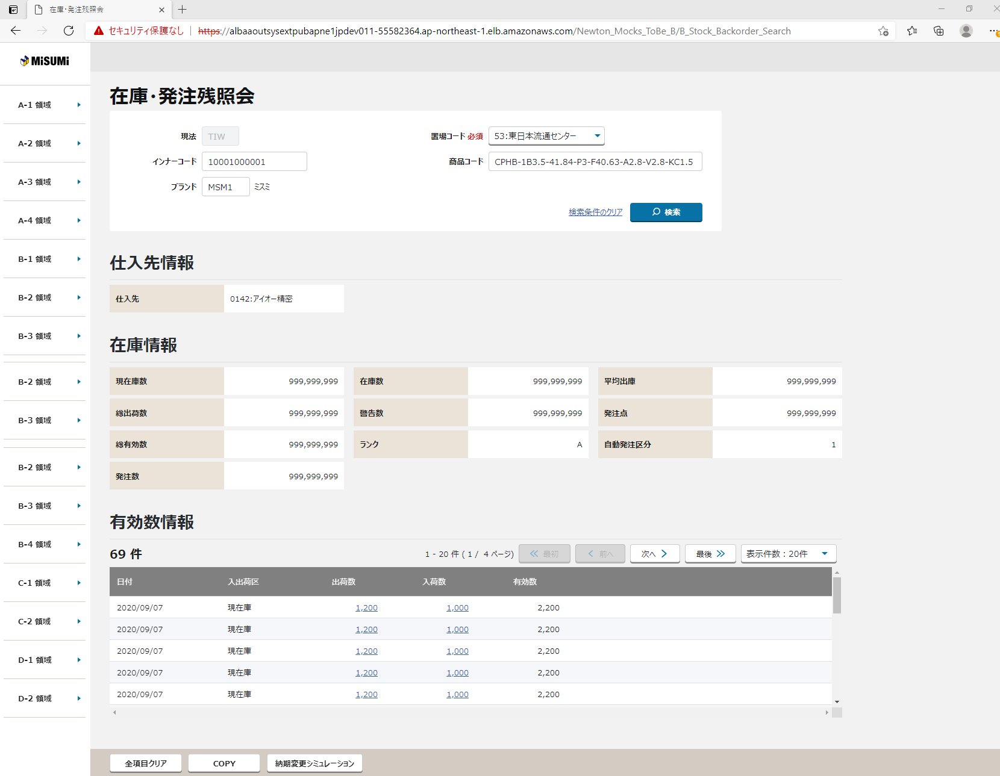 在庫・発注残照会
セキュリティ保護なし | https://albaaoutsysextpubapne1jpdev011-55582364.ap-northeast-1.elb.amazonaws.com/Newton_Mocks_ToBe_B/B_Stock_Backorder_Search
MiSUMi
A-1 領域
A-2 領域
A-3 領域
A-4 領域
B-1 領域
B-2 領域
B-3 領域
B-2 領域
B-3 領域
B-2 領域
B-3 領域
B-4 領域
C-1 領域
C-2 領域
D-1 領域
D-2 領域
在庫・発注残照会
現法 TIW 置場コード 必須 53:東日本流通センター
インナーコード 10001000001 商品コード CPHB-1B3.5-41.84-P3-F40.63-A2.8-V2.8-KC1.5
ブランド MSM1 ミスミ
検索条件のクリア 検索
仕入先情報
仕入先 0142:アイオー精密
在庫情報
現在庫数 999,999,999 在庫数 999,999,999 平均出庫 999,999,999
総出荷数 999,999,999 警告数 999,999,999 発注点 999,999,999
総有効数 999,999,999 ランク A 自動発注区分 1
発注数 999,999,999
有効数情報
69 件 1 - 20 件 ( 1 / 4 ページ) 最初 前へ 次へ 最後 表示件数：20件
日付 入出荷区 出荷数 入荷数 有効数
2020/09/07 現在庫 1,200 1,000 2,200
2020/09/07 現在庫 1,200 1,000 2,200
2020/09/07 現在庫 1,200 1,000 2,200
2020/09/07 現在庫 1,200 1,000 2,200
2020/09/07 現在庫 1,200 1,000 2,200
全項目クリア COPY 納期変更シミュレーション